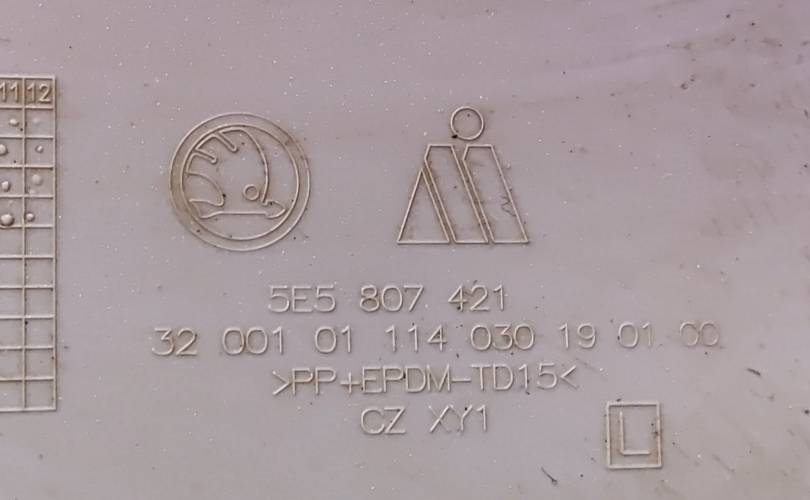 11 12
5E5 807 421
32 001 01 114 030 19 01 00
>PP+EPDM-TD15<
CZ XY1
L